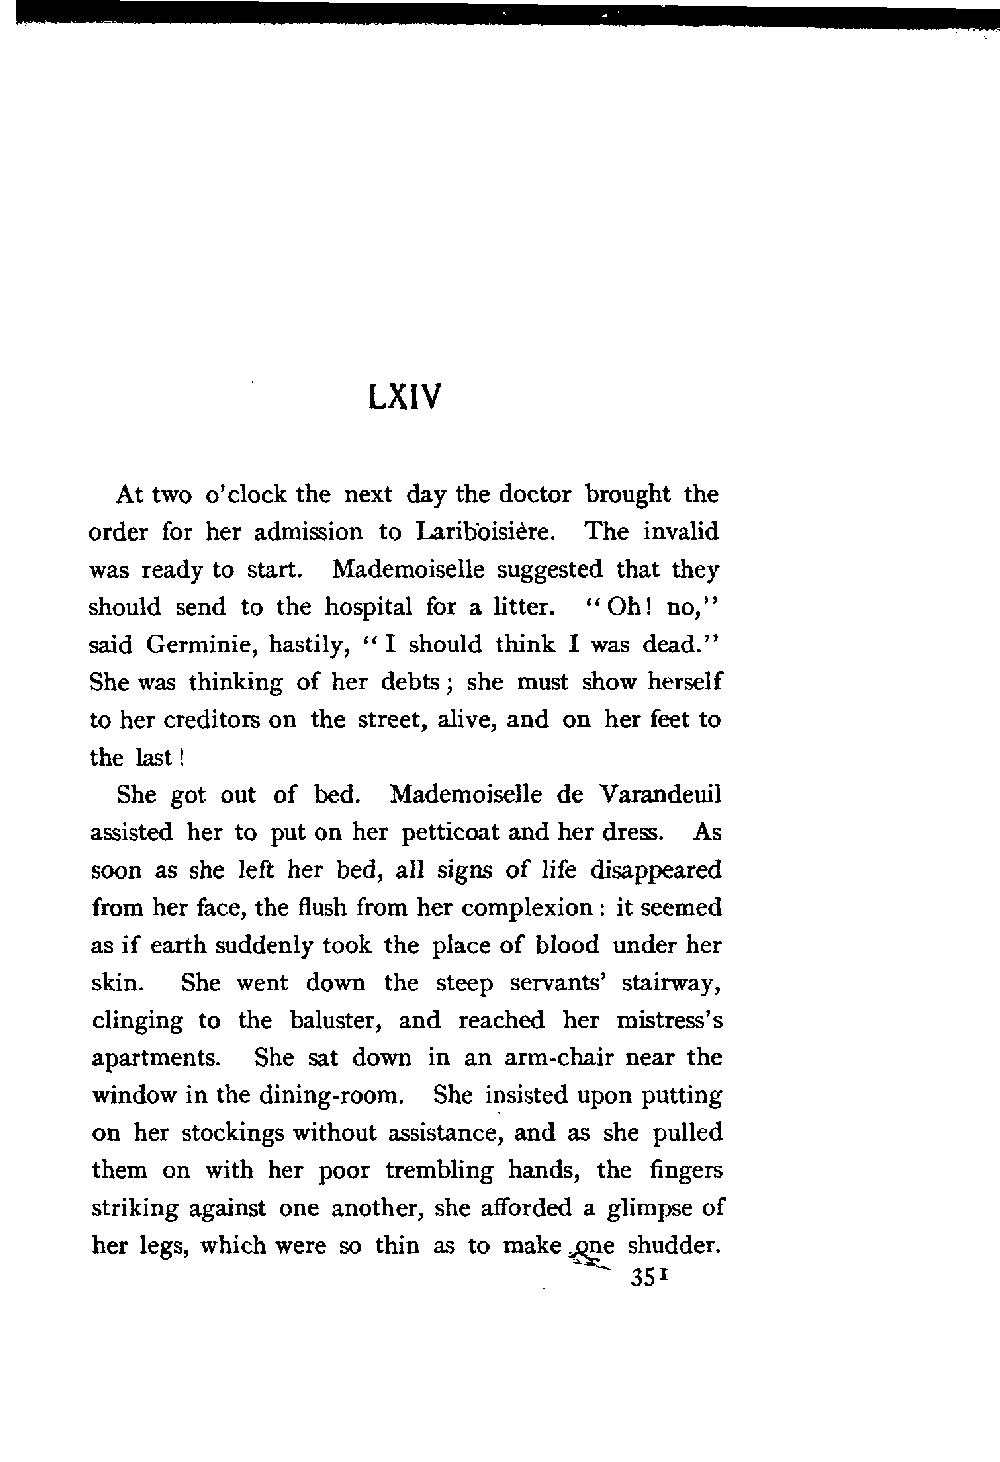 LXIV
At two o'clock the next day the doctor brought the
order for her admission to Lariboisière. The invalid
was ready to start. Mademoiselle suggested that they
should send to the hospital for a litter. "Oh! no,"
said Germinie, hastily, "I should think I was dead."
She was thinking of her debts; she must show herself
to her creditors on the street, alive, and on her feet to
the last!
She got out of bed. Mademoiselle de Varandeuil
assisted her to put on her petticoat and her dress. As
soon as she left her bed, all signs of life disappeared
from her face, the flush from her complexion: it seemed
as if earth suddenly took the place of blood under her
skin. She went down the steep servants' stairway,
clinging to the baluster, and reached her mistress's
apartments. She sat down in an arm-chair near the
window in the dining-room. She insisted upon putting
on her stockings without assistance, and as she pulled
them on with her poor trembling hands, the fingers
striking against one another, she afforded a glimpse of
her legs, which were so thin as to make one shudder.
351